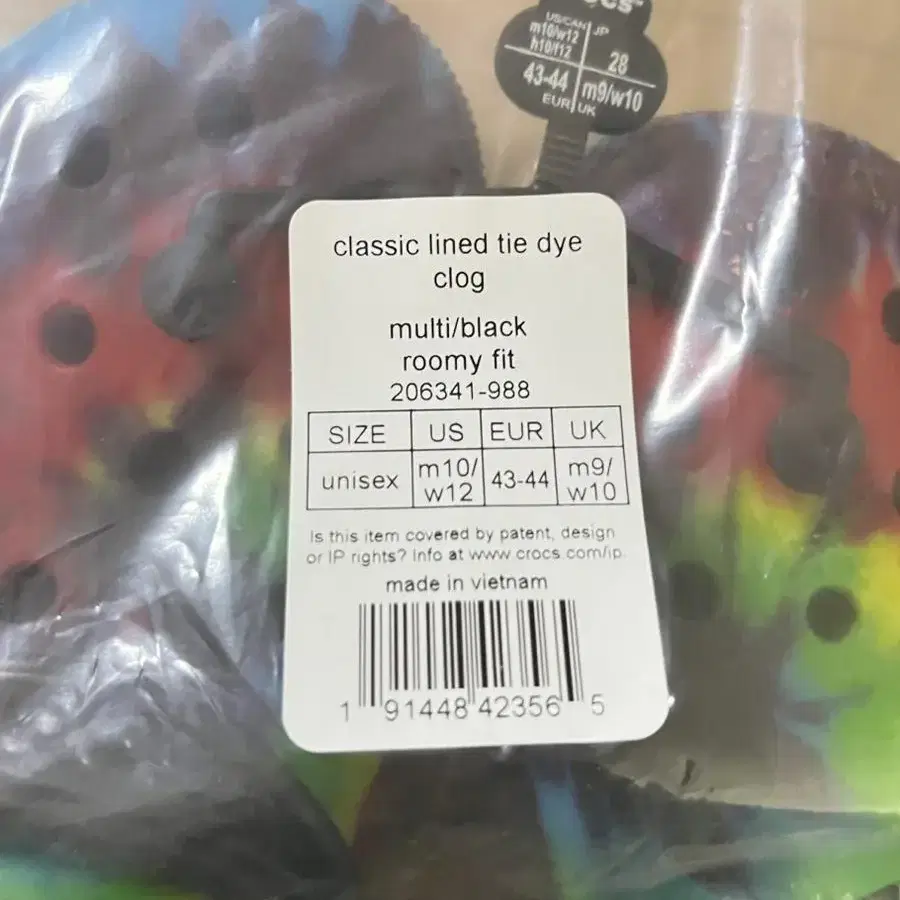 US/CAN JP
m10/w12
h10/f12 28
43-44 m9/w10
EUR UK
classic lined tie dye
clog
multi/black
roomy fit
206341-988
SIZE US EUR UK
unisex m10/ w12 43-44 m9/ w10
Is this item covered by patent, design
or IP rights? Info at www.crocs.com/ip.
made in vietnam
1 91448 42356 5